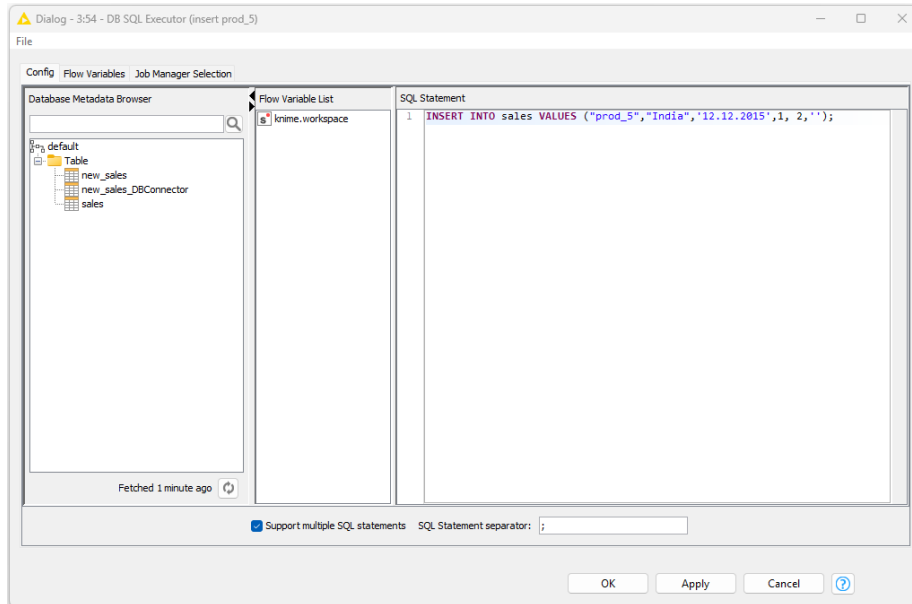 Dialog - 3:54 - DB SQL Executor (insert prod_5)
File
Config Flow Variables Job Manager Selection
Database Metadata Browser
default
Table
new_sales
new_sales_DBConnector
sales
Fetched 1 minute ago
Flow Variable List
s knime.workspace
SQL Statement
1 INSERT INTO sales VALUES ("prod_5","India",'12.12.2015',1, 2,'');
Support multiple SQL statements SQL Statement separator: ;
OK Apply Cancel ?